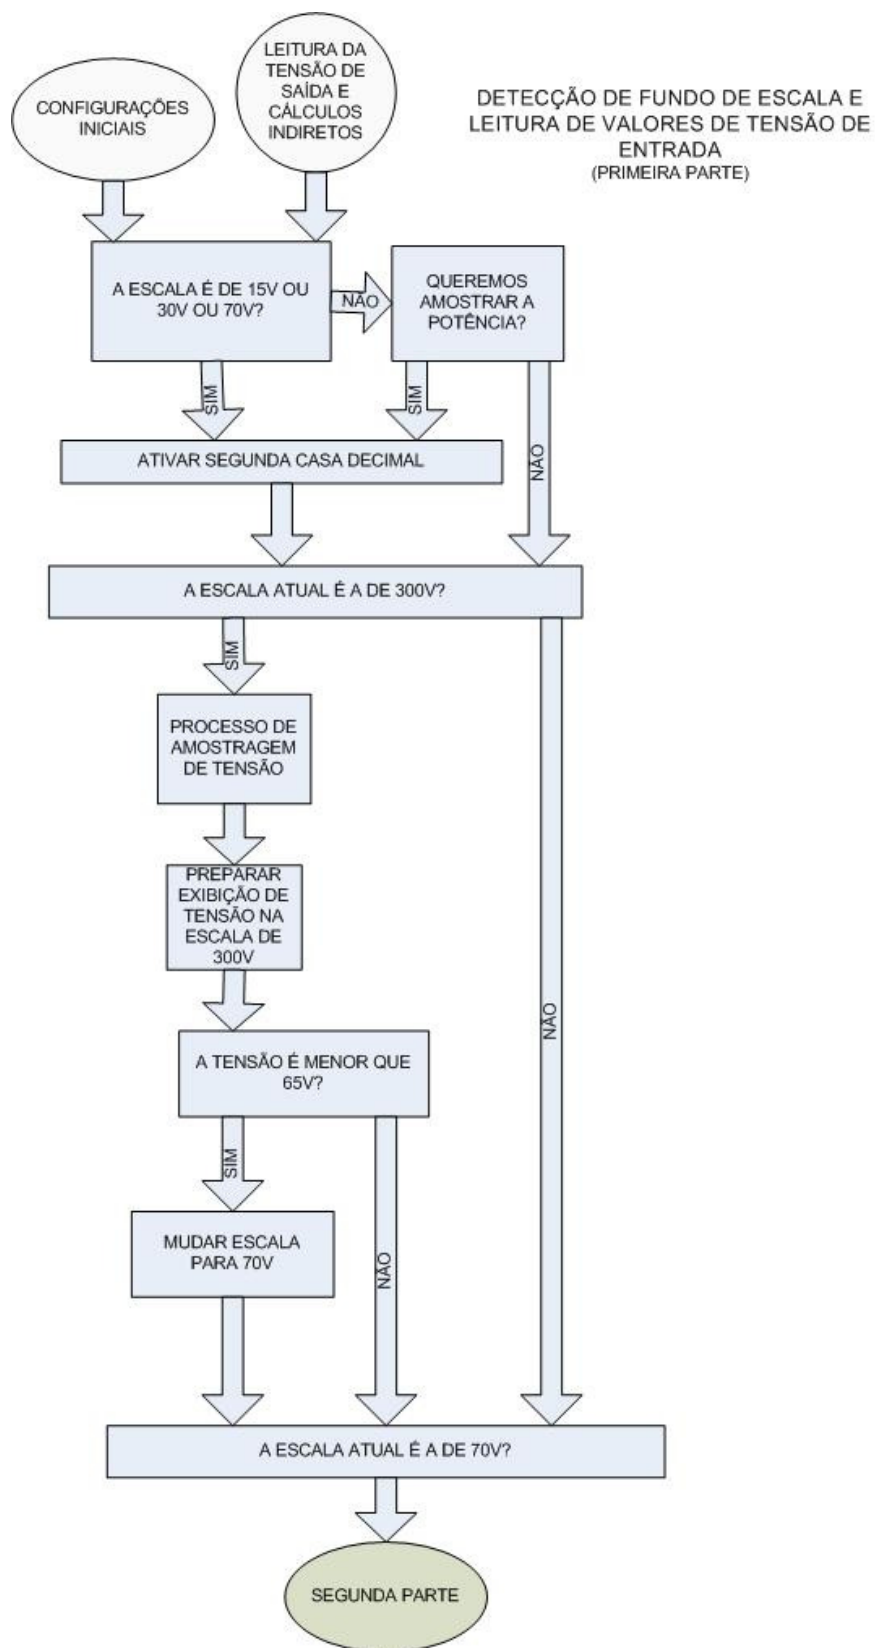 CONFIGURAÇÕES
INICIAIS
LEITURA DA
TENSÃO DE
SAÍDA E
CÁLCULOS
INDIRETOS
DETECÇÃO DE FUNDO DE ESCALA E
LEITURA DE VALORES DE TENSÃO DE
ENTRADA
(PRIMEIRA PARTE)
A ESCALA É DE 15V OU
30V OU 70V?
NÃO
QUEREMOS
AMOSTRAR A
POTÊNCIA?
SIM
SIM
NÃO
ATIVAR SEGUNDA CASA DECIMAL
A ESCALA ATUAL É A DE 300V?
SIM
PROCESSO DE
AMOSTRAGEM
DE TENSÃO
PREPARAR
EXIBIÇÃO DE
TENSÃO NA
ESCALA DE
300V
NÃO
A TENSÃO É MENOR QUE
65V?
SIM
MUDAR ESCALA
PARA 70V
NÃO
A ESCALA ATUAL É A DE 70V?
SEGUNDA PARTE